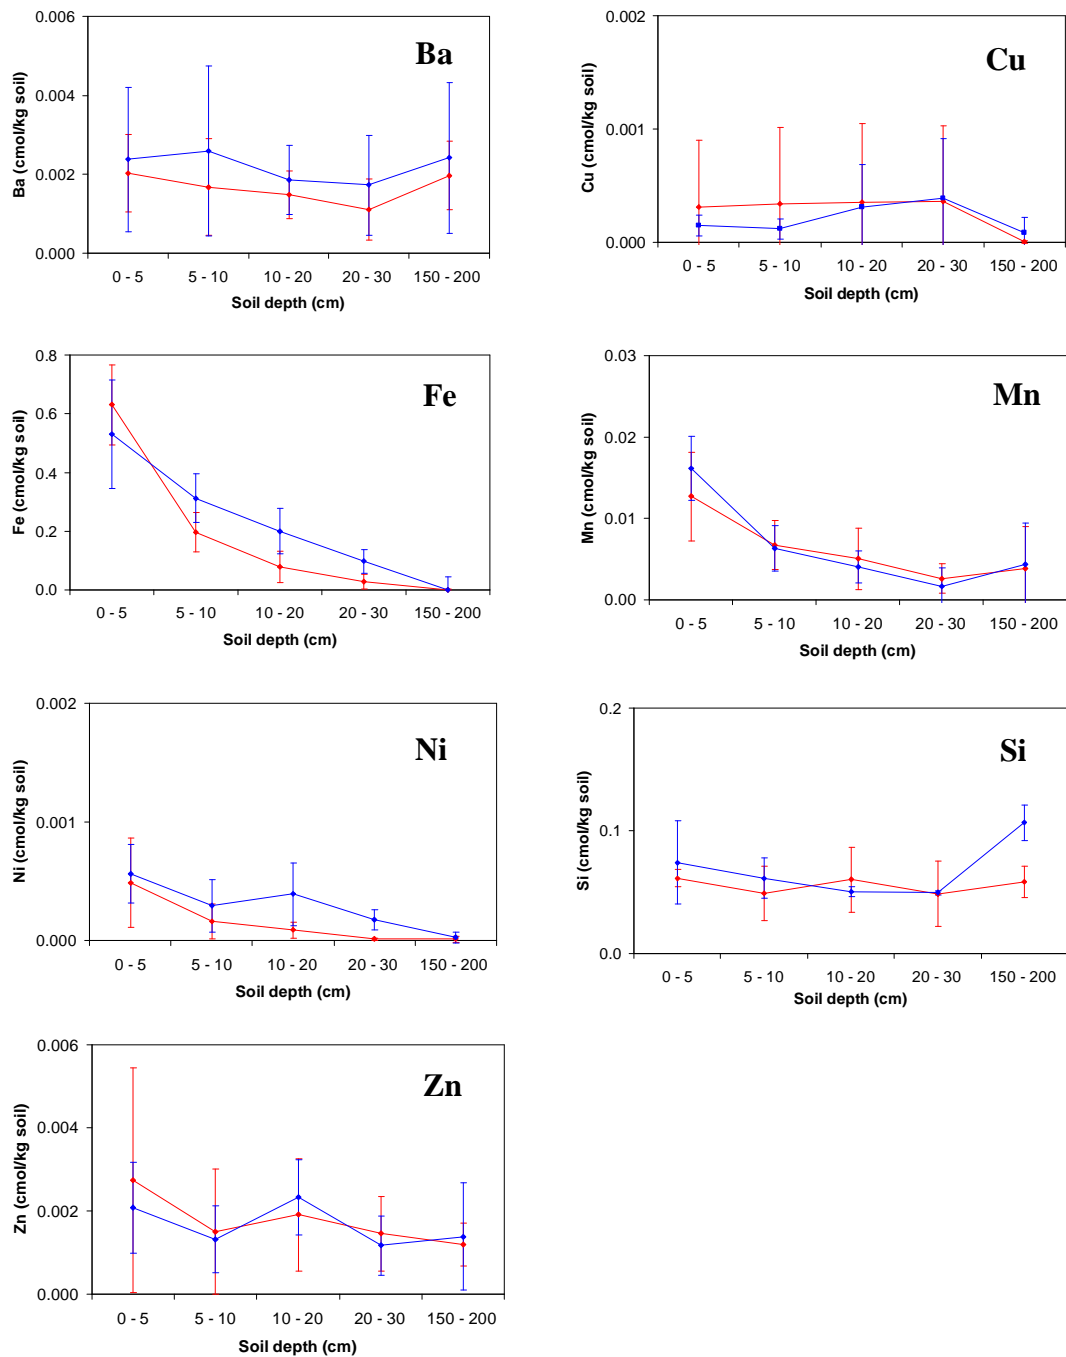 Ba
Ba (cmol/kg soil)
0.006
0.004
0.002
0.000
0 - 5 5 - 10 10 - 20 20 - 30 150 - 200
Soil depth (cm)
Cu
Cu (cmol/kg soil)
0.002
0.001
0.000
0 - 5 5 - 10 10 - 20 20 - 30 150 - 200
Soil depth (cm)
Fe
Fe (cmol/kg soil)
0.8
0.6
0.4
0.2
0.0
0 - 5 5 - 10 10 - 20 20 - 30 150 - 200
Soil depth (cm)
Mn
Mn (cmol/kg soil)
0.03
0.02
0.01
0.00
0 - 5 5 - 10 10 - 20 20 - 30 150 - 200
Soil depth (cm)
Ni
Ni (cmol/kg soil)
0.002
0.001
0.000
0 - 5 5 - 10 10 - 20 20 - 30 150 - 200
Soil depth (cm)
Si
Si (cmol/kg soil)
0.2
0.1
0.0
0 - 5 5 - 10 10 - 20 20 - 30 150 - 200
Soil depth (cm)
Zn
Zn (cmol/kg soil)
0.006
0.004
0.002
0.000
0 - 5 5 - 10 10 - 20 20 - 30 150 - 200
Soil depth (cm)